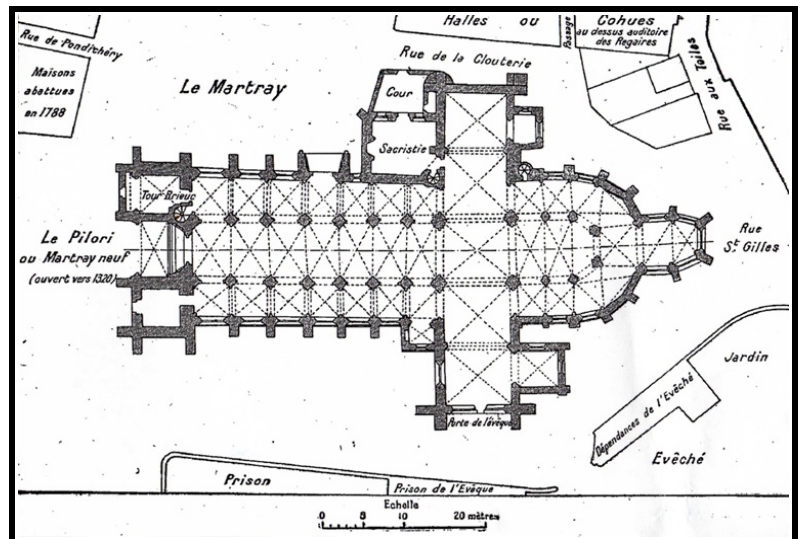 Halles ou
Cohues
au dessus auditoire
des Regaires
Passage
Rue de Pondichéry
Maisons
abattues
en 1788
Le Martray
Rue de la Clouterie
Rue aux Toiles
Cour
Sacristie
Tour Brieuc
Le Pilori
ou Martray neuf
(ouvert vers 1320)
Rue
St. Gilles
Jardin
Dépendances de l'Evêché
Evêché
Porte de l'évêque
Prison
Prison de l'Evêque
Echelle
0 5 10 20 mètres